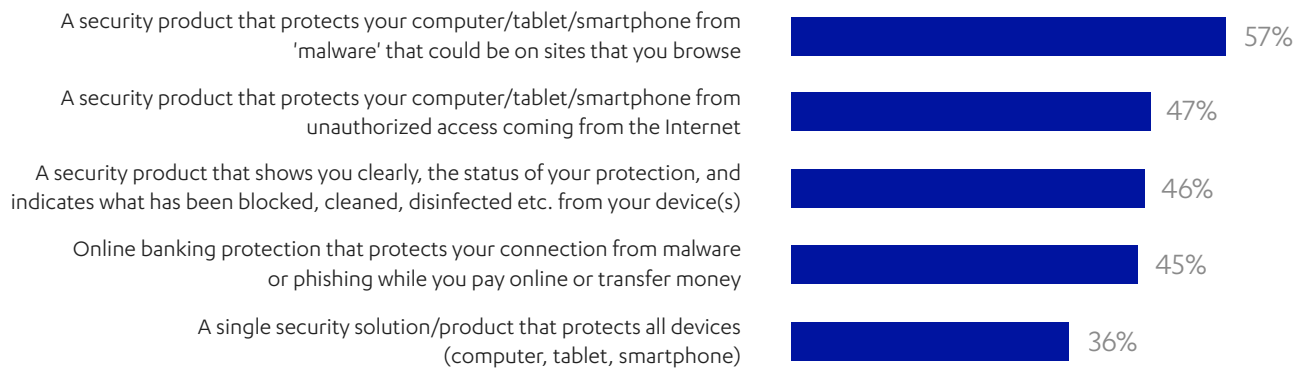 A security product that protects your computer/tablet/smartphone from
'malware' that could be on sites that you browse
57%
A security product that protects your computer/tablet/smartphone from
unauthorized access coming from the Internet
47%
A security product that shows you clearly, the status of your protection, and
indicates what has been blocked, cleaned, disinfected etc. from your device(s)
46%
Online banking protection that protects your connection from malware
or phishing while you pay online or transfer money
45%
A single security solution/product that protects all devices
(computer, tablet, smartphone)
36%